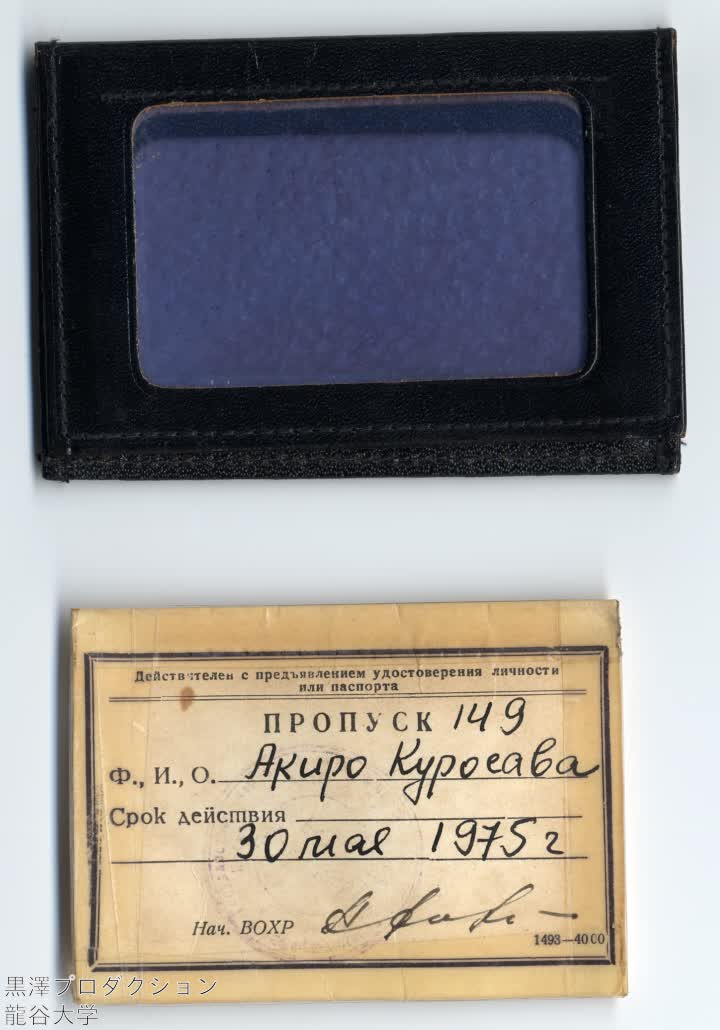 Действителен с предъявлением удостоверения личности
или паспорта
ПРОПУСК 149
Ф., И., О. Акиро Куросава
Срок действия
30 мая 1975 г
Нач. ВОХР
1493—4000
黒澤プロダクション
龍谷大学